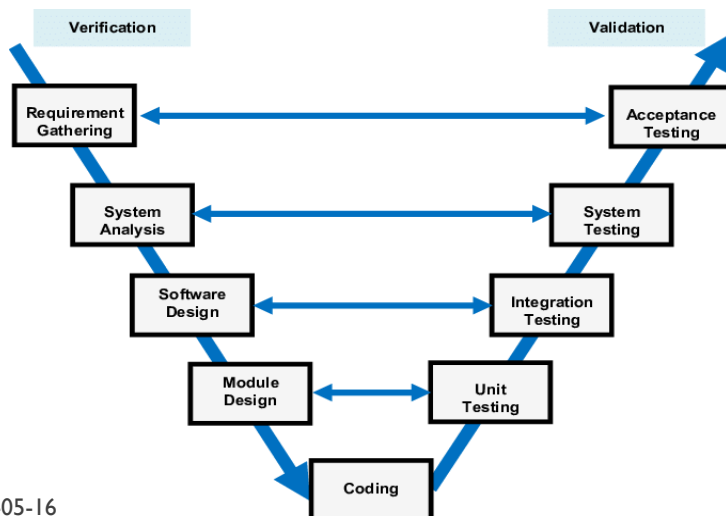 Verification
Validation
Requirement
Gathering
Acceptance
Testing
System
Analysis
System
Testing
Software
Design
Integration
Testing
Module
Design
Unit
Testing
Coding
05-16